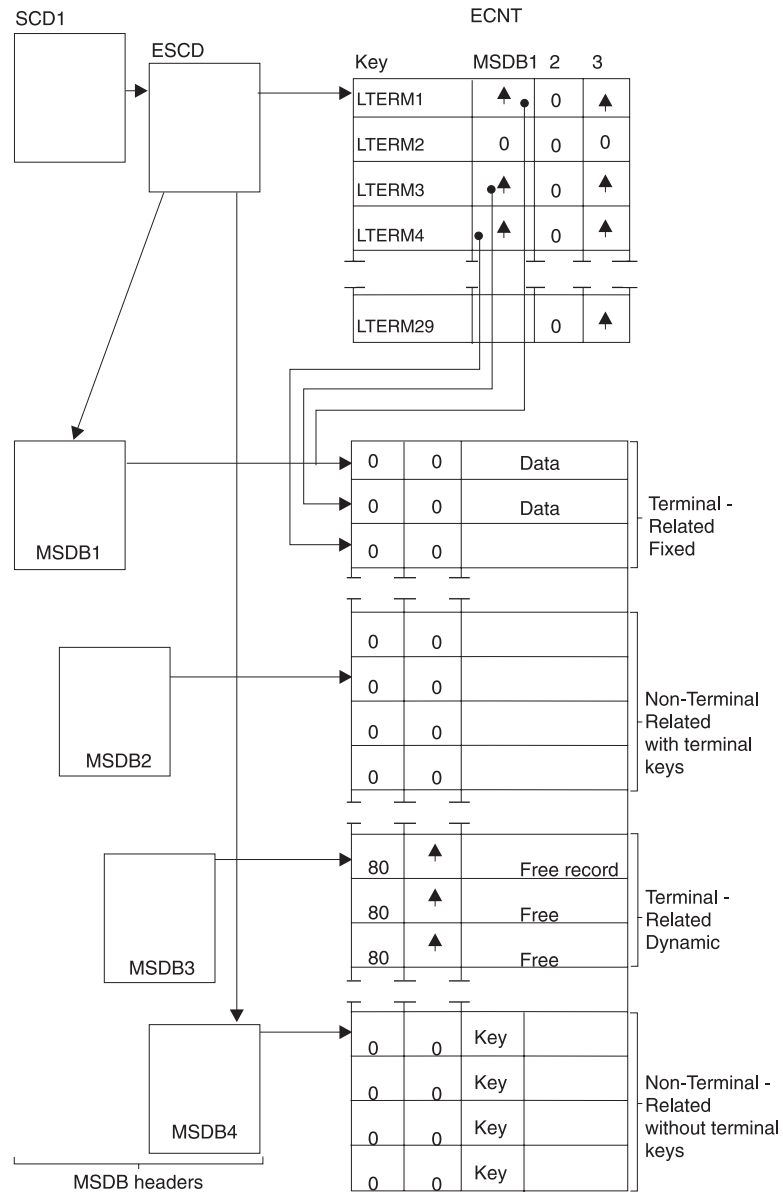 SCD1
ECNT
ESCD
Key MSDB1 2 3
LTERM1 0
LTERM2 0 0 0
LTERM3 0
LTERM4 0
LTERM29 0
MSDB1
0 0 Data
0 0 Data
0 0
Terminal -
Related
Fixed
MSDB2
0 0
0 0
0 0
0 0
Non-Terminal
Related
with terminal
keys
MSDB3
80 Free record
80 Free
80 Free
Terminal -
Related
Dynamic
MSDB4
0 0 Key
0 0 Key
0 0 Key
0 0 Key
Non-Terminal -
Related
without terminal
keys
MSDB headers